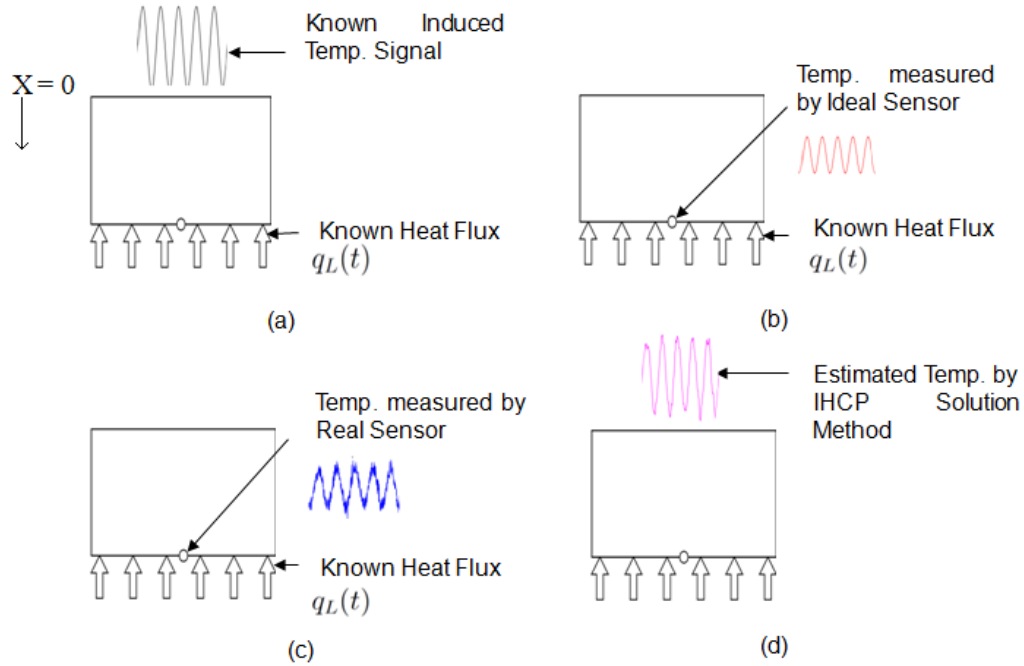 Known Induced
Temp. Signal
X = 0
Known Heat Flux
q_L(t)
(a)
Temp. measured
by Ideal Sensor
Known Heat Flux
q_L(t)
(b)
Temp. measured by
Real Sensor
Known Heat Flux
q_L(t)
(c)
Estimated Temp. by
IHCP Solution
Method
(d)